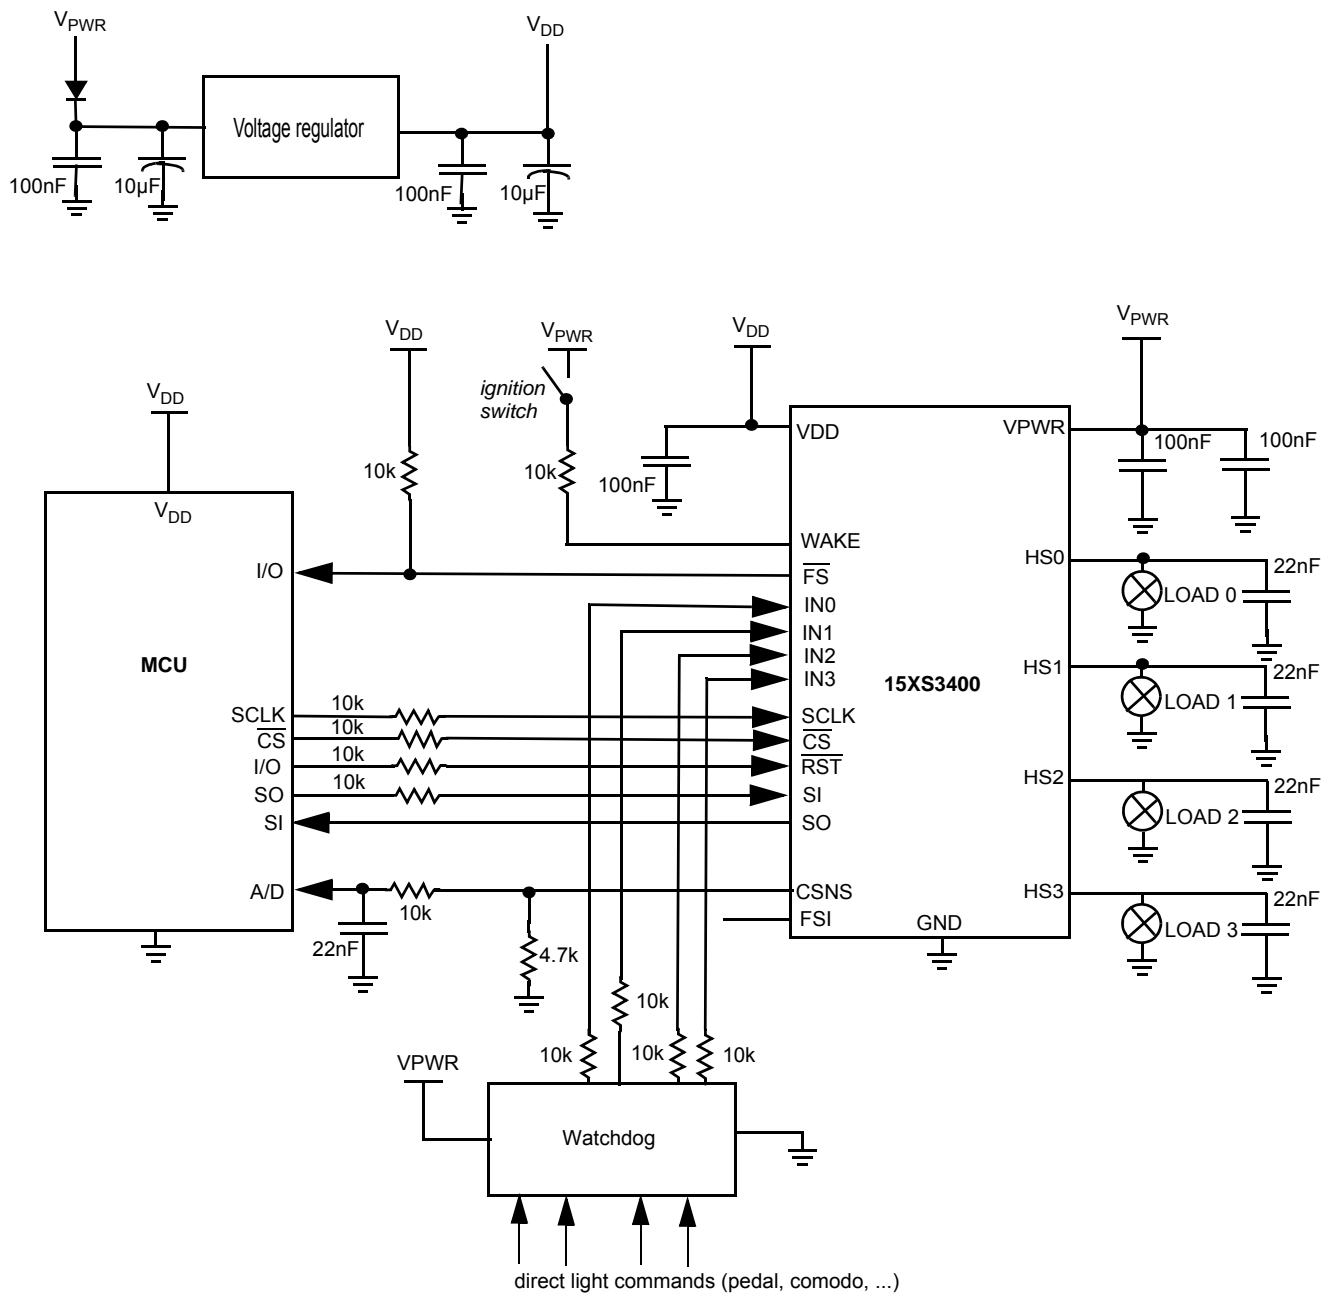 VPWR
VDD
Voltage regulator
100nF
10µF
100nF
10µF
VDD
VPWR
VDD
VPWR
VDD
ignition
switch
10k
10k
100nF
VDD
VPWR
100nF
100nF
VDD
WAKE
HS0
22nF
I/O
FS
LOAD 0
IN0
IN1
IN2
IN3
MCU
15XS3400
HS1
22nF
LOAD 1
SCLK
10k
SCLK
CS
10k
CS
I/O
10k
RST
SO
10k
SI
SI
SO
HS2
22nF
LOAD 2
A/D
10k
CSNS
HS3
22nF
FSI
GND
LOAD 3
22nF
4.7k
10k
10k
10k
10k
VPWR
Watchdog
direct light commands (pedal, comodo, ...)